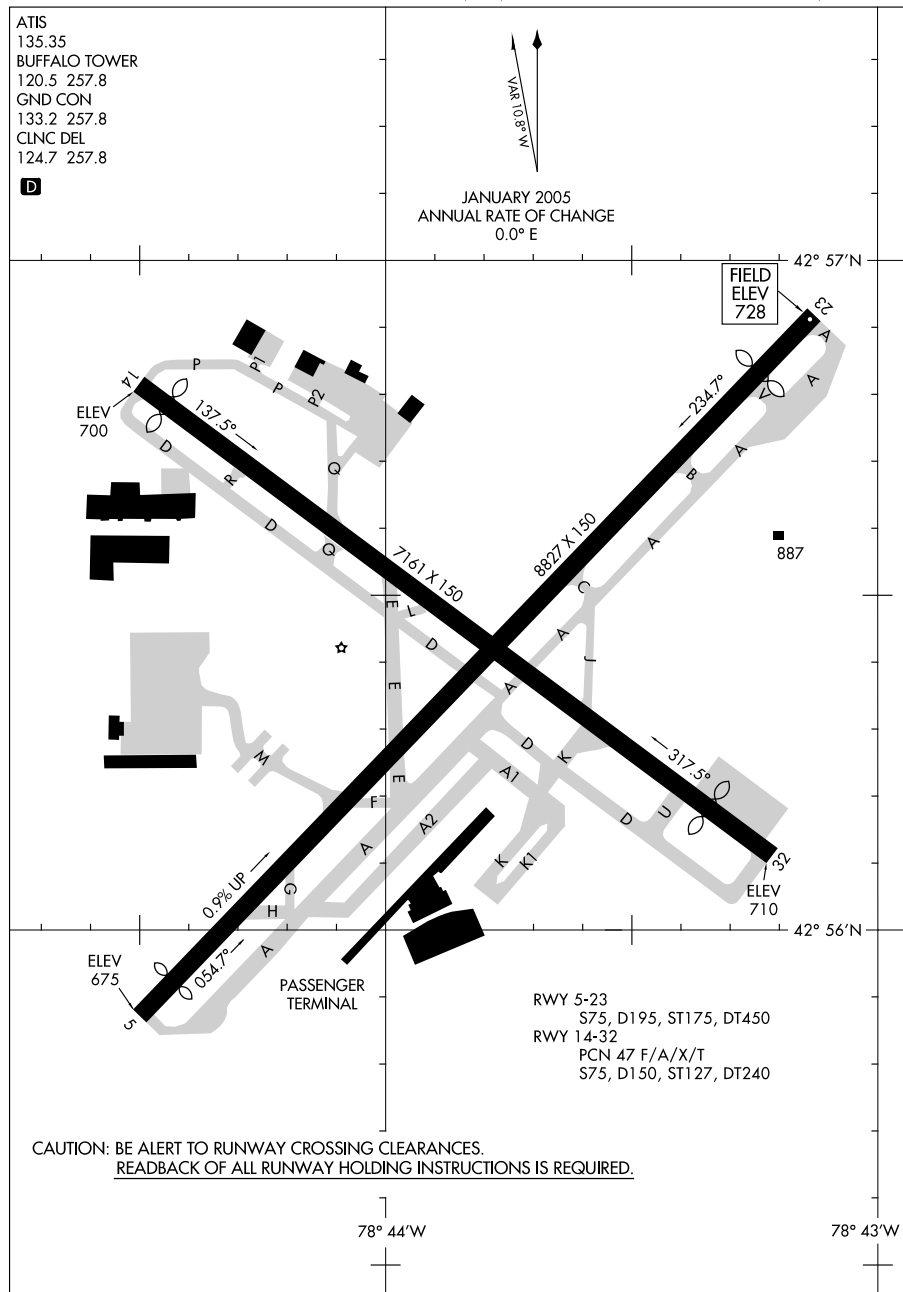 ATIS
135.35
BUFFALO TOWER
120.5 257.8
GND CON
133.2 257.8
CLNC DEL
124.7 257.8
D
VAR 10.8° W
JANUARY 2005
ANNUAL RATE OF CHANGE
0.0° E
42° 57'N
FIELD
ELEV
728
23
A
A
V
234.7°
P
P1
P
P2
14
ELEV
700
137.5°
D
R
D
Q
Q
B
A
A
887
8827 X 150
7161 X 150
C
E
L
D
A
J
E
A
D
K
317.5°
M
E
A1
F
A2
A
U
D
K
K1
32
ELEV
710
0.9% UP
G
H
A
42° 56'N
ELEV
675
054.7°
5
PASSENGER
TERMINAL
RWY 5-23
S75, D195, ST175, DT450
RWY 14-32
PCN 47 F/A/X/T
S75, D150, ST127, DT240
CAUTION: BE ALERT TO RUNWAY CROSSING CLEARANCES.
READBACK OF ALL RUNWAY HOLDING INSTRUCTIONS IS REQUIRED.
78° 44'W
78° 43'W